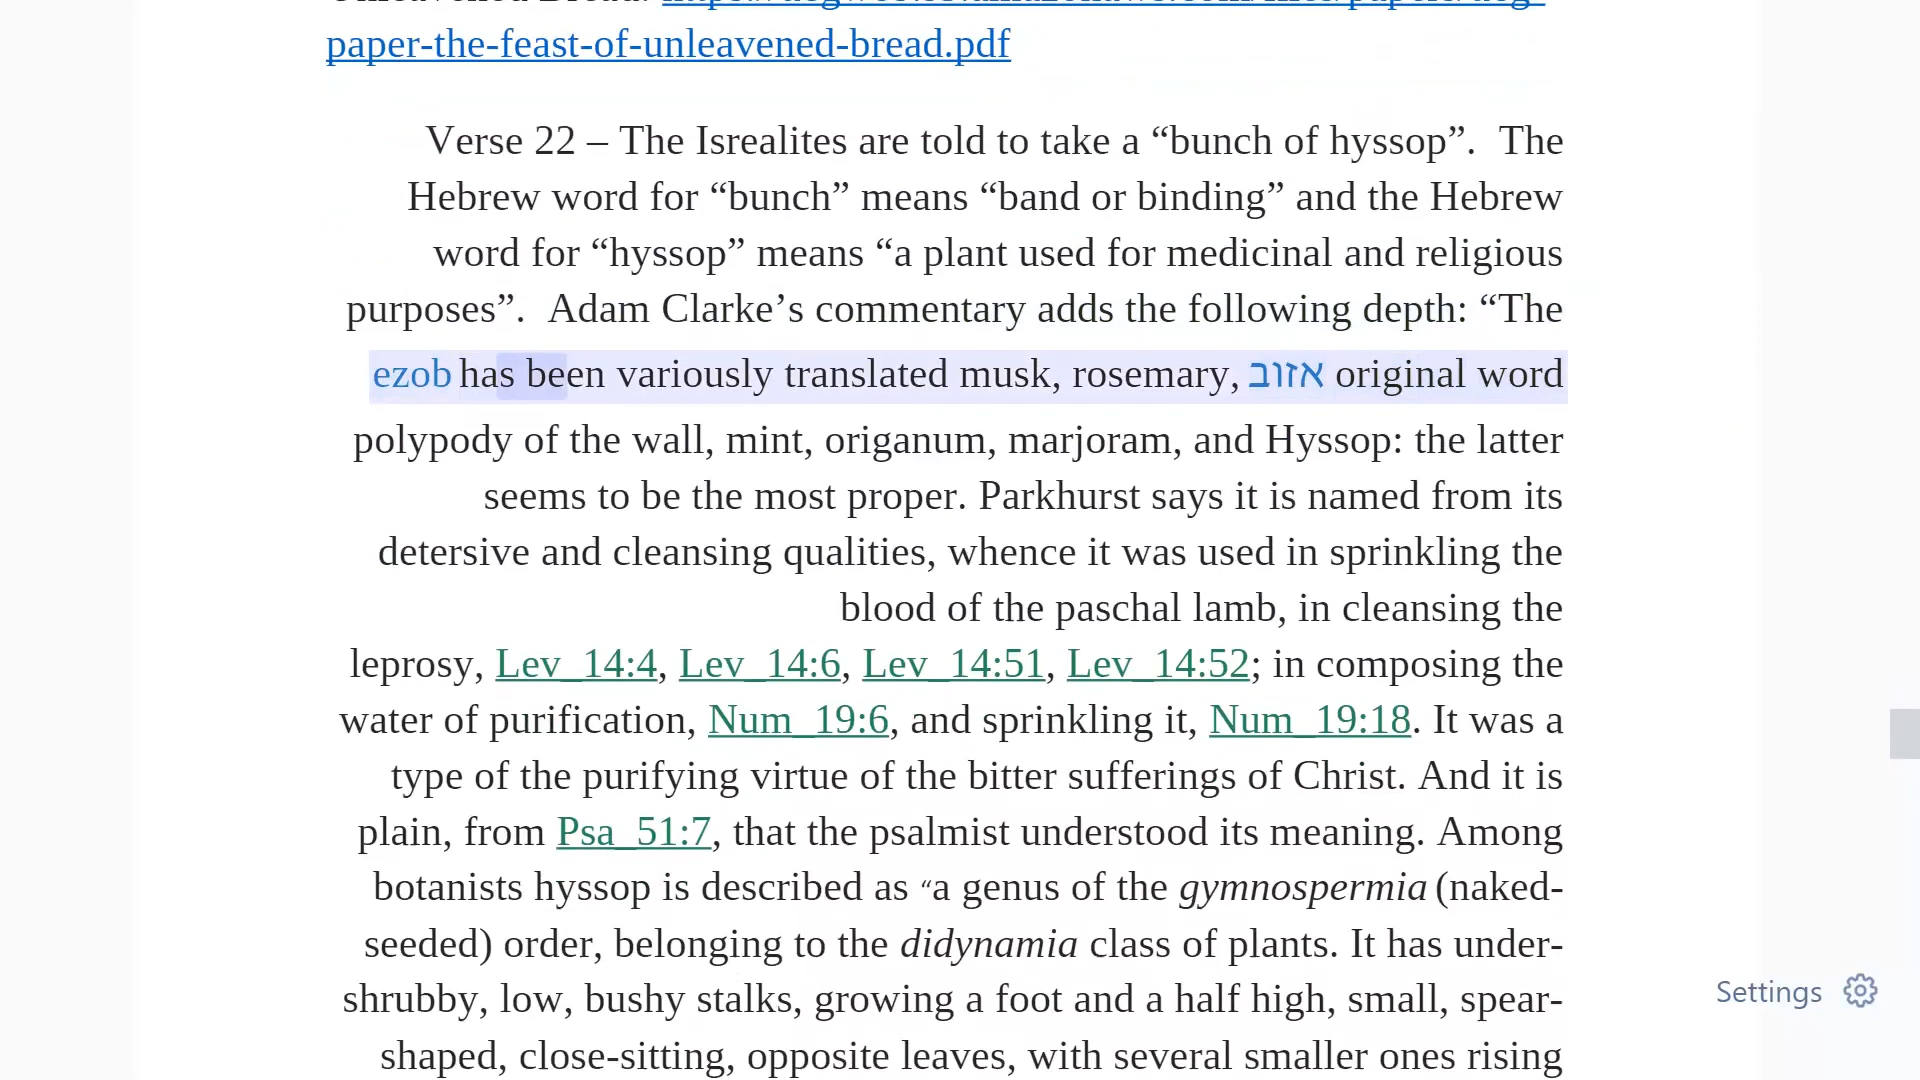 paper-the-feast-of-unleavened-bread.pdf
Verse 22 – The Isrealites are told to take a “bunch of hyssop”.  The
Hebrew word for “bunch” means “band or binding” and the Hebrew
word for “hyssop” means “a plant used for medicinal and religious
purposes”.  Adam Clarke’s commentary adds the following depth: “The
ezob has been variously translated musk, rosemary, אזוב original word
polypody of the wall, mint, origanum, marjoram, and Hyssop: the latter
seems to be the most proper. Parkhurst says it is named from its
detersive and cleansing qualities, whence it was used in sprinkling the
blood of the paschal lamb, in cleansing the
leprosy, Lev_14:4, Lev_14:6, Lev_14:51, Lev_14:52; in composing the
water of purification, Num_19:6, and sprinkling it, Num_19:18. It was a
type of the purifying virtue of the bitter sufferings of Christ. And it is
plain, from Psa_51:7, that the psalmist understood its meaning. Among
botanists hyssop is described as “a genus of the gymnospermia (naked-
seeded) order, belonging to the didynamia class of plants. It has under-
shrubby, low, bushy stalks, growing a foot and a half high, small, spear-
shaped, close-sitting, opposite leaves, with several smaller ones rising
Settings